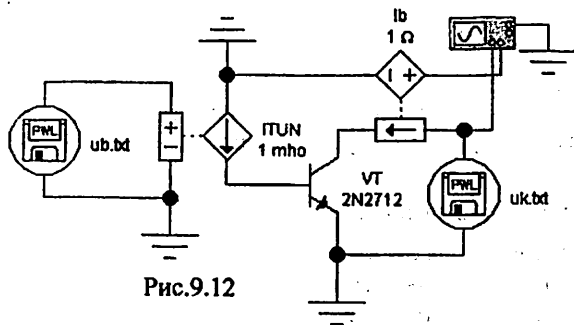 Ib
1 Ω
PWL
ub.txt
ITUN
1 mho
VT
2N2712
PWL
uk.txt
Рис.9.12